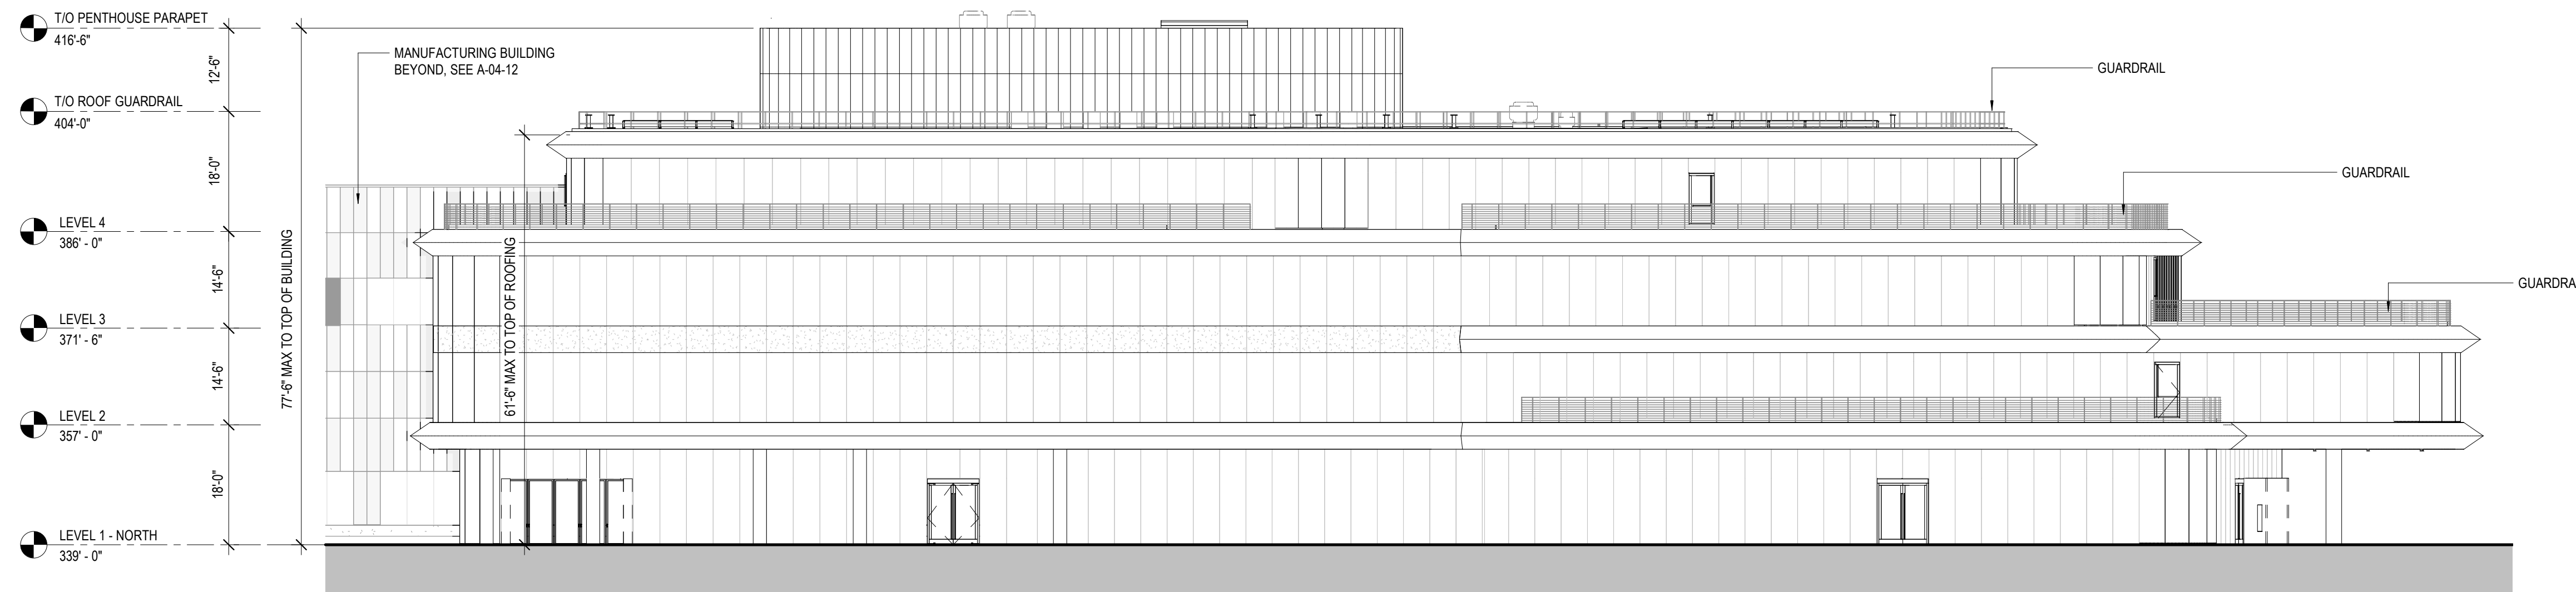 T/O PENTHOUSE PARAPET
416'-6"
MANUFACTURING BUILDING
BEYOND, SEE A-04-12
12'-6"
GUARDRAIL
T/O ROOF GUARDRAIL
404'-0"
18'-0"
GUARDRAIL
LEVEL 4
386' - 0"
77'-6" MAX TO TOP OF BUILDING
61'-6" MAX TO TOP OF ROOFING
14'-6"
GUARDRA
LEVEL 3
371' - 6"
14'-6"
LEVEL 2
357' - 0"
18'-0"
LEVEL 1 - NORTH
339' - 0"